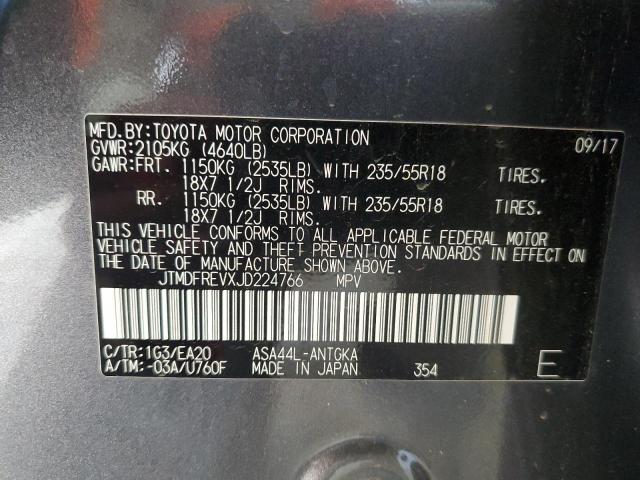 MFD.BY:TOYOTA MOTOR CORPORATION 09/17
GVWR:2105KG (4640LB)
GAWR:FRT. 1150KG (2535LB) WITH 235/55R18 TIRES.
18X7 1/2J RIMS.
RR. 1150KG (2535LB) WITH 235/55R18 TIRES.
18X7 1/2J RIMS.
THIS VEHICLE CONFORMS TO ALL APPLICABLE FEDERAL MOTOR
VEHICLE SAFETY AND THEFT PREVENTION STANDARDS IN EFFECT ON
THE DATE OF MANUFACTURE SHOWN ABOVE.
JTMDFREVXJD224766 MPV
C/TR:1G3/EA20 ASA44L-ANTGKA
A/TM:-03A/U760F MADE IN JAPAN 354 E